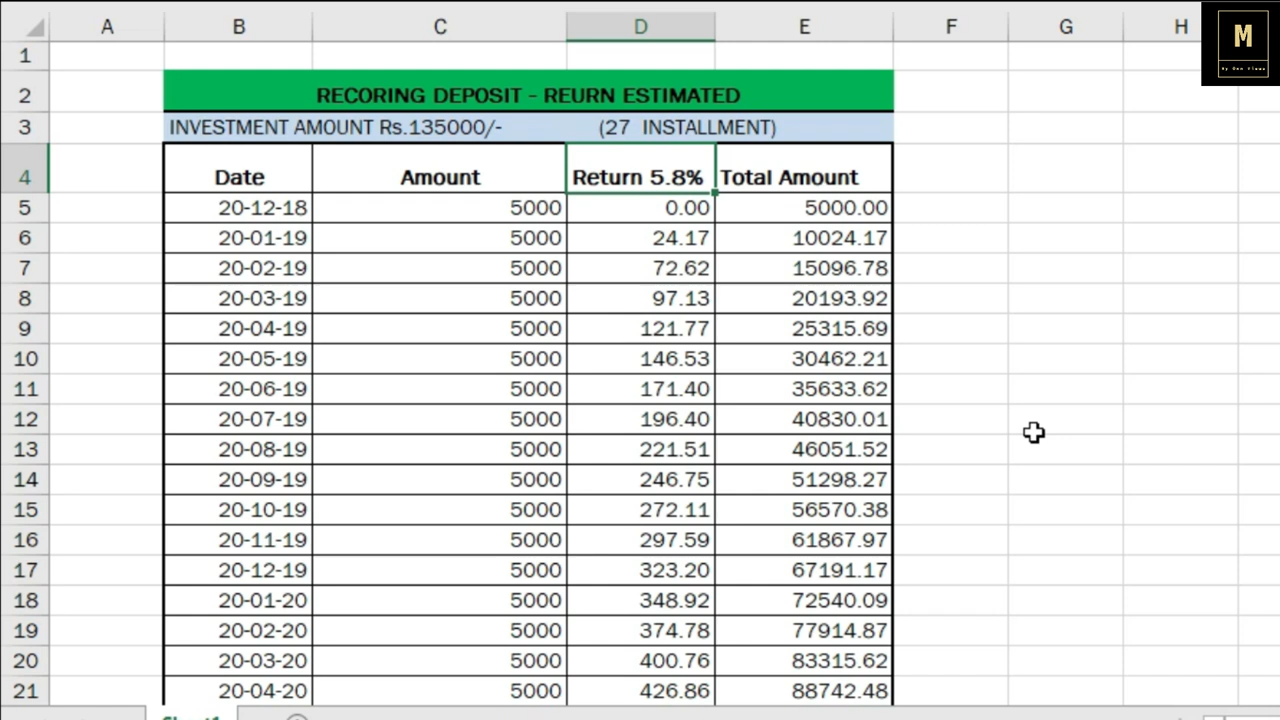 A B C D E F G H
M
1
2 RECORING DEPOSIT - REURN ESTIMATED
3 INVESTMENT AMOUNT Rs.135000/- (27 INSTALLMENT)
4 Date Amount Return 5.8% Total Amount
5 20-12-18 5000 0.00 5000.00
6 20-01-19 5000 24.17 10024.17
7 20-02-19 5000 72.62 15096.78
8 20-03-19 5000 97.13 20193.92
9 20-04-19 5000 121.77 25315.69
10 20-05-19 5000 146.53 30462.21
11 20-06-19 5000 171.40 35633.62
12 20-07-19 5000 196.40 40830.01
13 20-08-19 5000 221.51 46051.52
14 20-09-19 5000 246.75 51298.27
15 20-10-19 5000 272.11 56570.38
16 20-11-19 5000 297.59 61867.97
17 20-12-19 5000 323.20 67191.17
18 20-01-20 5000 348.92 72540.09
19 20-02-20 5000 374.78 77914.87
20 20-03-20 5000 400.76 83315.62
21 20-04-20 5000 426.86 88742.48